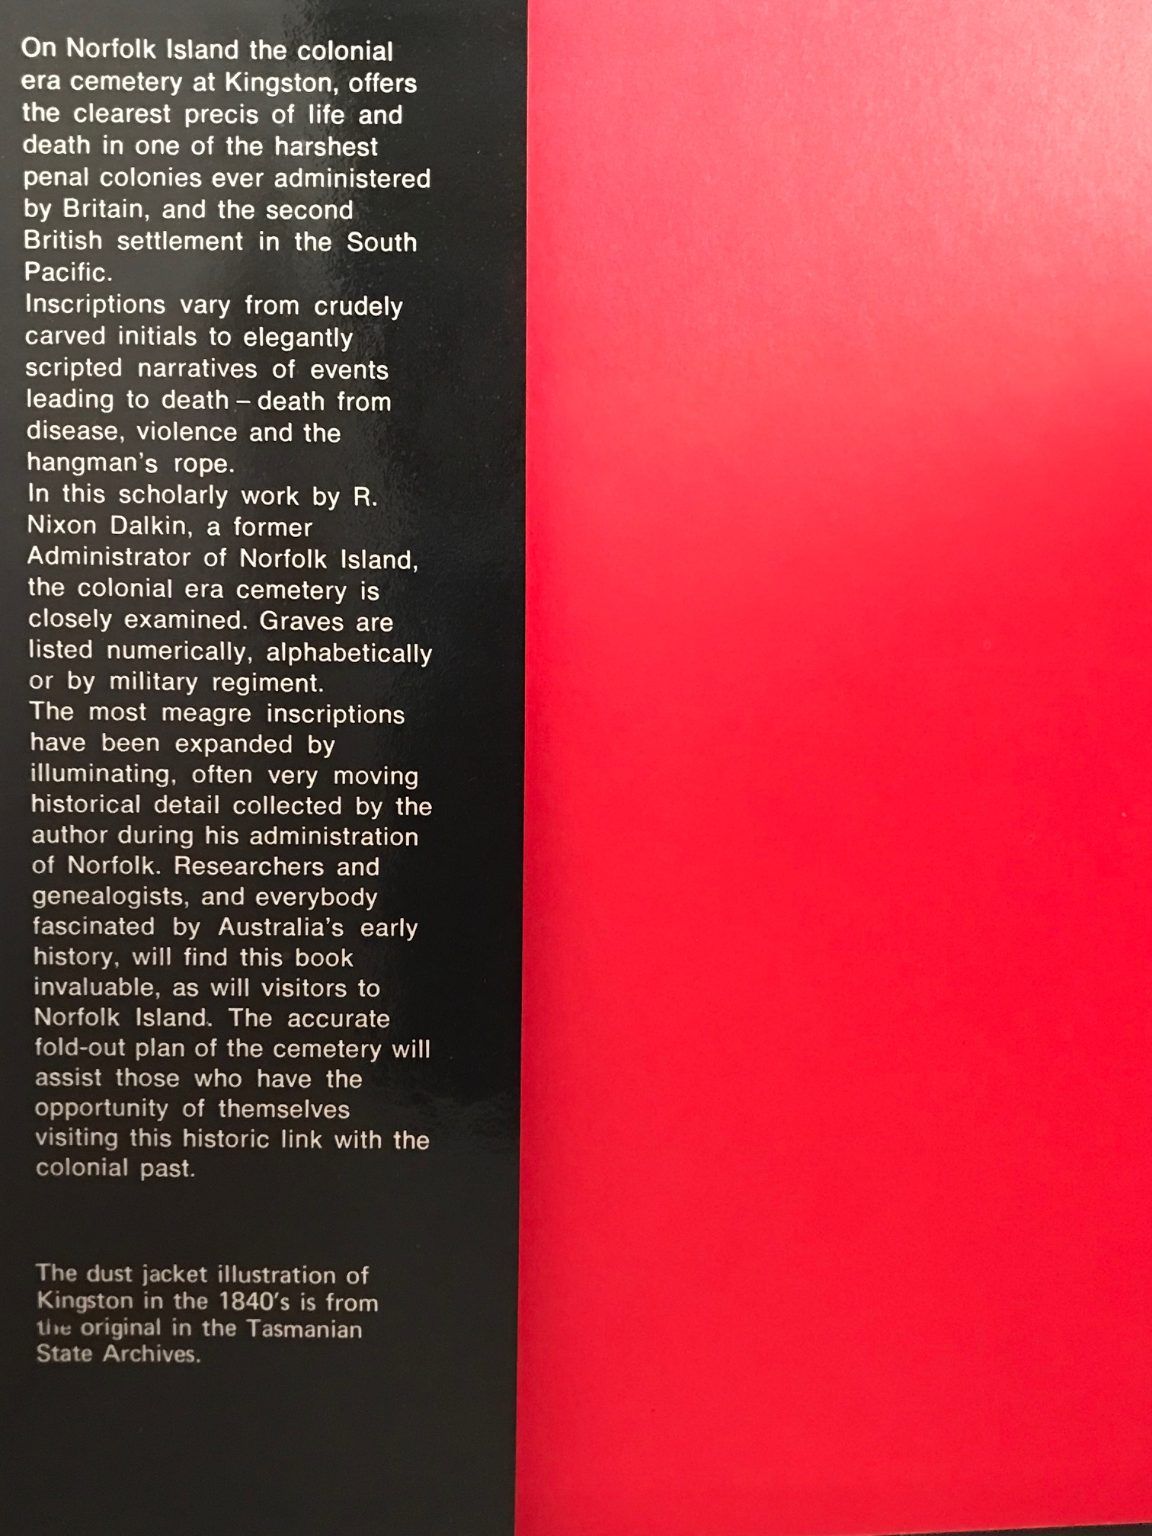 On Norfolk Island the colonial
era cemetery at Kingston, offers
the clearest precis of life and
death in one of the harshest
penal colonies ever administered
by Britain, and the second
British settlement in the South
Pacific.
Inscriptions vary from crudely
carved initials to elegantly
scripted narratives of events
leading to death – death from
disease, violence and the
hangman's rope.
In this scholarly work by R.
Nixon Dalkin, a former
Administrator of Norfolk Island,
the colonial era cemetery is
closely examined. Graves are
listed numerically, alphabetically
or by military regiment.
The most meagre inscriptions
have been expanded by
illuminating, often very moving
historical detail collected by the
author during his administration
of Norfolk. Researchers and
genealogists, and everybody
fascinated by Australia's early
history, will find this book
invaluable, as will visitors to
Norfolk Island. The accurate
fold-out plan of the cemetery will
assist those who have the
opportunity of themselves
visiting this historic link with the
colonial past.
The dust jacket illustration of
Kingston in the 1840's is from
the original in the Tasmanian
State Archives.